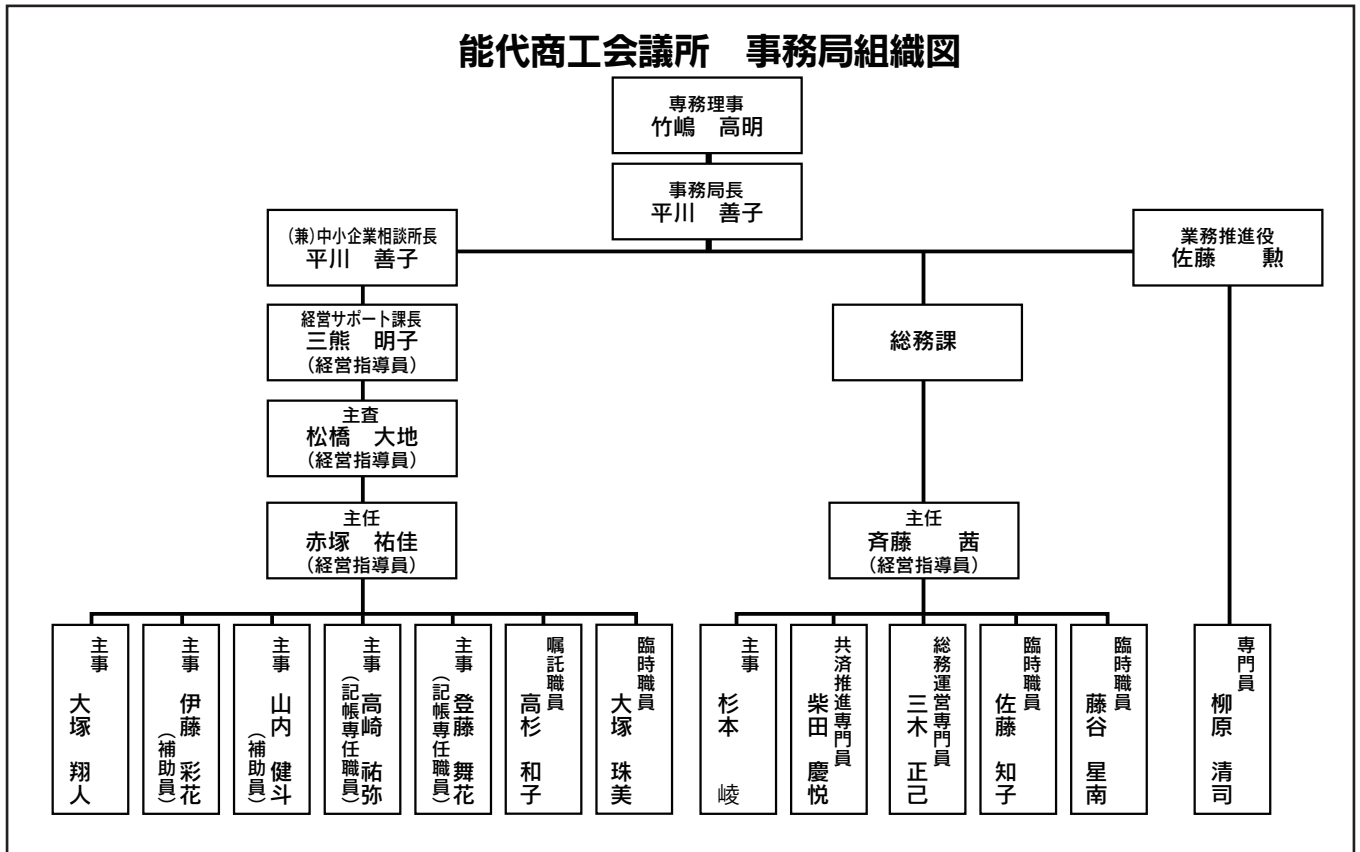 能代商工会議所　事務局組織図
専務理事
竹嶋　高明
事務局長
平川　善子
(兼)中小企業相談所長
平川　善子
業務推進役
佐藤　　勲
経営サポート課長
三熊　明子
(経営指導員)
総務課
主査
松橋　大地
(経営指導員)
主任
赤塚　祐佳
(経営指導員)
主任
斉藤　　茜
(経営指導員)
主事
大塚　翔人
主事
伊藤　彩花
(補助員)
主事
山内　健斗
(補助員)
主事
高崎　祐弥
(記帳専任職員)
主事
登藤　舞花
(記帳専任職員)
嘱託職員
高杉　和子
臨時職員
大塚　珠美
主事
杉本　　崚
共済推進専門員
柴田　慶悦
総務運営専門員
三木　正己
臨時職員
佐藤　知子
臨時職員
藤谷　星南
専門員
柳原　清司